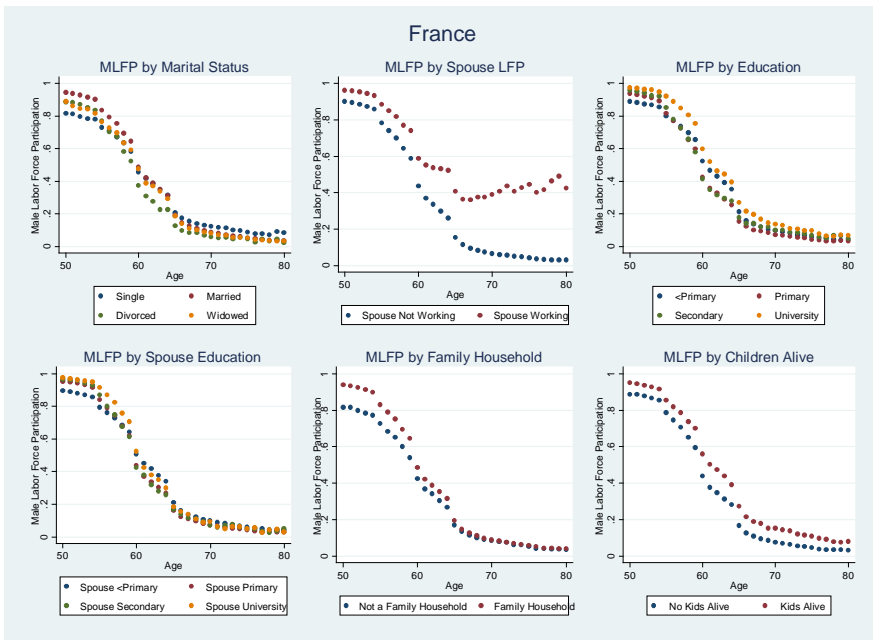 France
MLFP by Marital Status
Male Labor Force Participation
1
.8
.6
.4
.2
0
50
60
70
80
Age
Single
Married
Divorced
Widowed
MLFP by Spouse LFP
Male Labor Force Participation
1
.8
.6
.4
.2
0
50
60
70
80
Age
Spouse Not Working
Spouse Working
MLFP by Education
Male Labor Force Participation
1
.8
.6
.4
.2
0
50
60
70
80
Age
<Primary
Primary
Secondary
University
MLFP by Spouse Education
Male Labor Force Participation
1
.8
.6
.4
.2
0
50
60
70
80
Age
Spouse <Primary
Spouse Primary
Spouse Secondary
Spouse University
MLFP by Family Household
Male Labor Force Participation
1
.8
.6
.4
.2
0
50
60
70
80
Age
Not a Family Household
Family Household
MLFP by Children Alive
Male Labor Force Participation
1
.8
.6
.4
.2
0
50
60
70
80
Age
No Kids Alive
Kids Alive